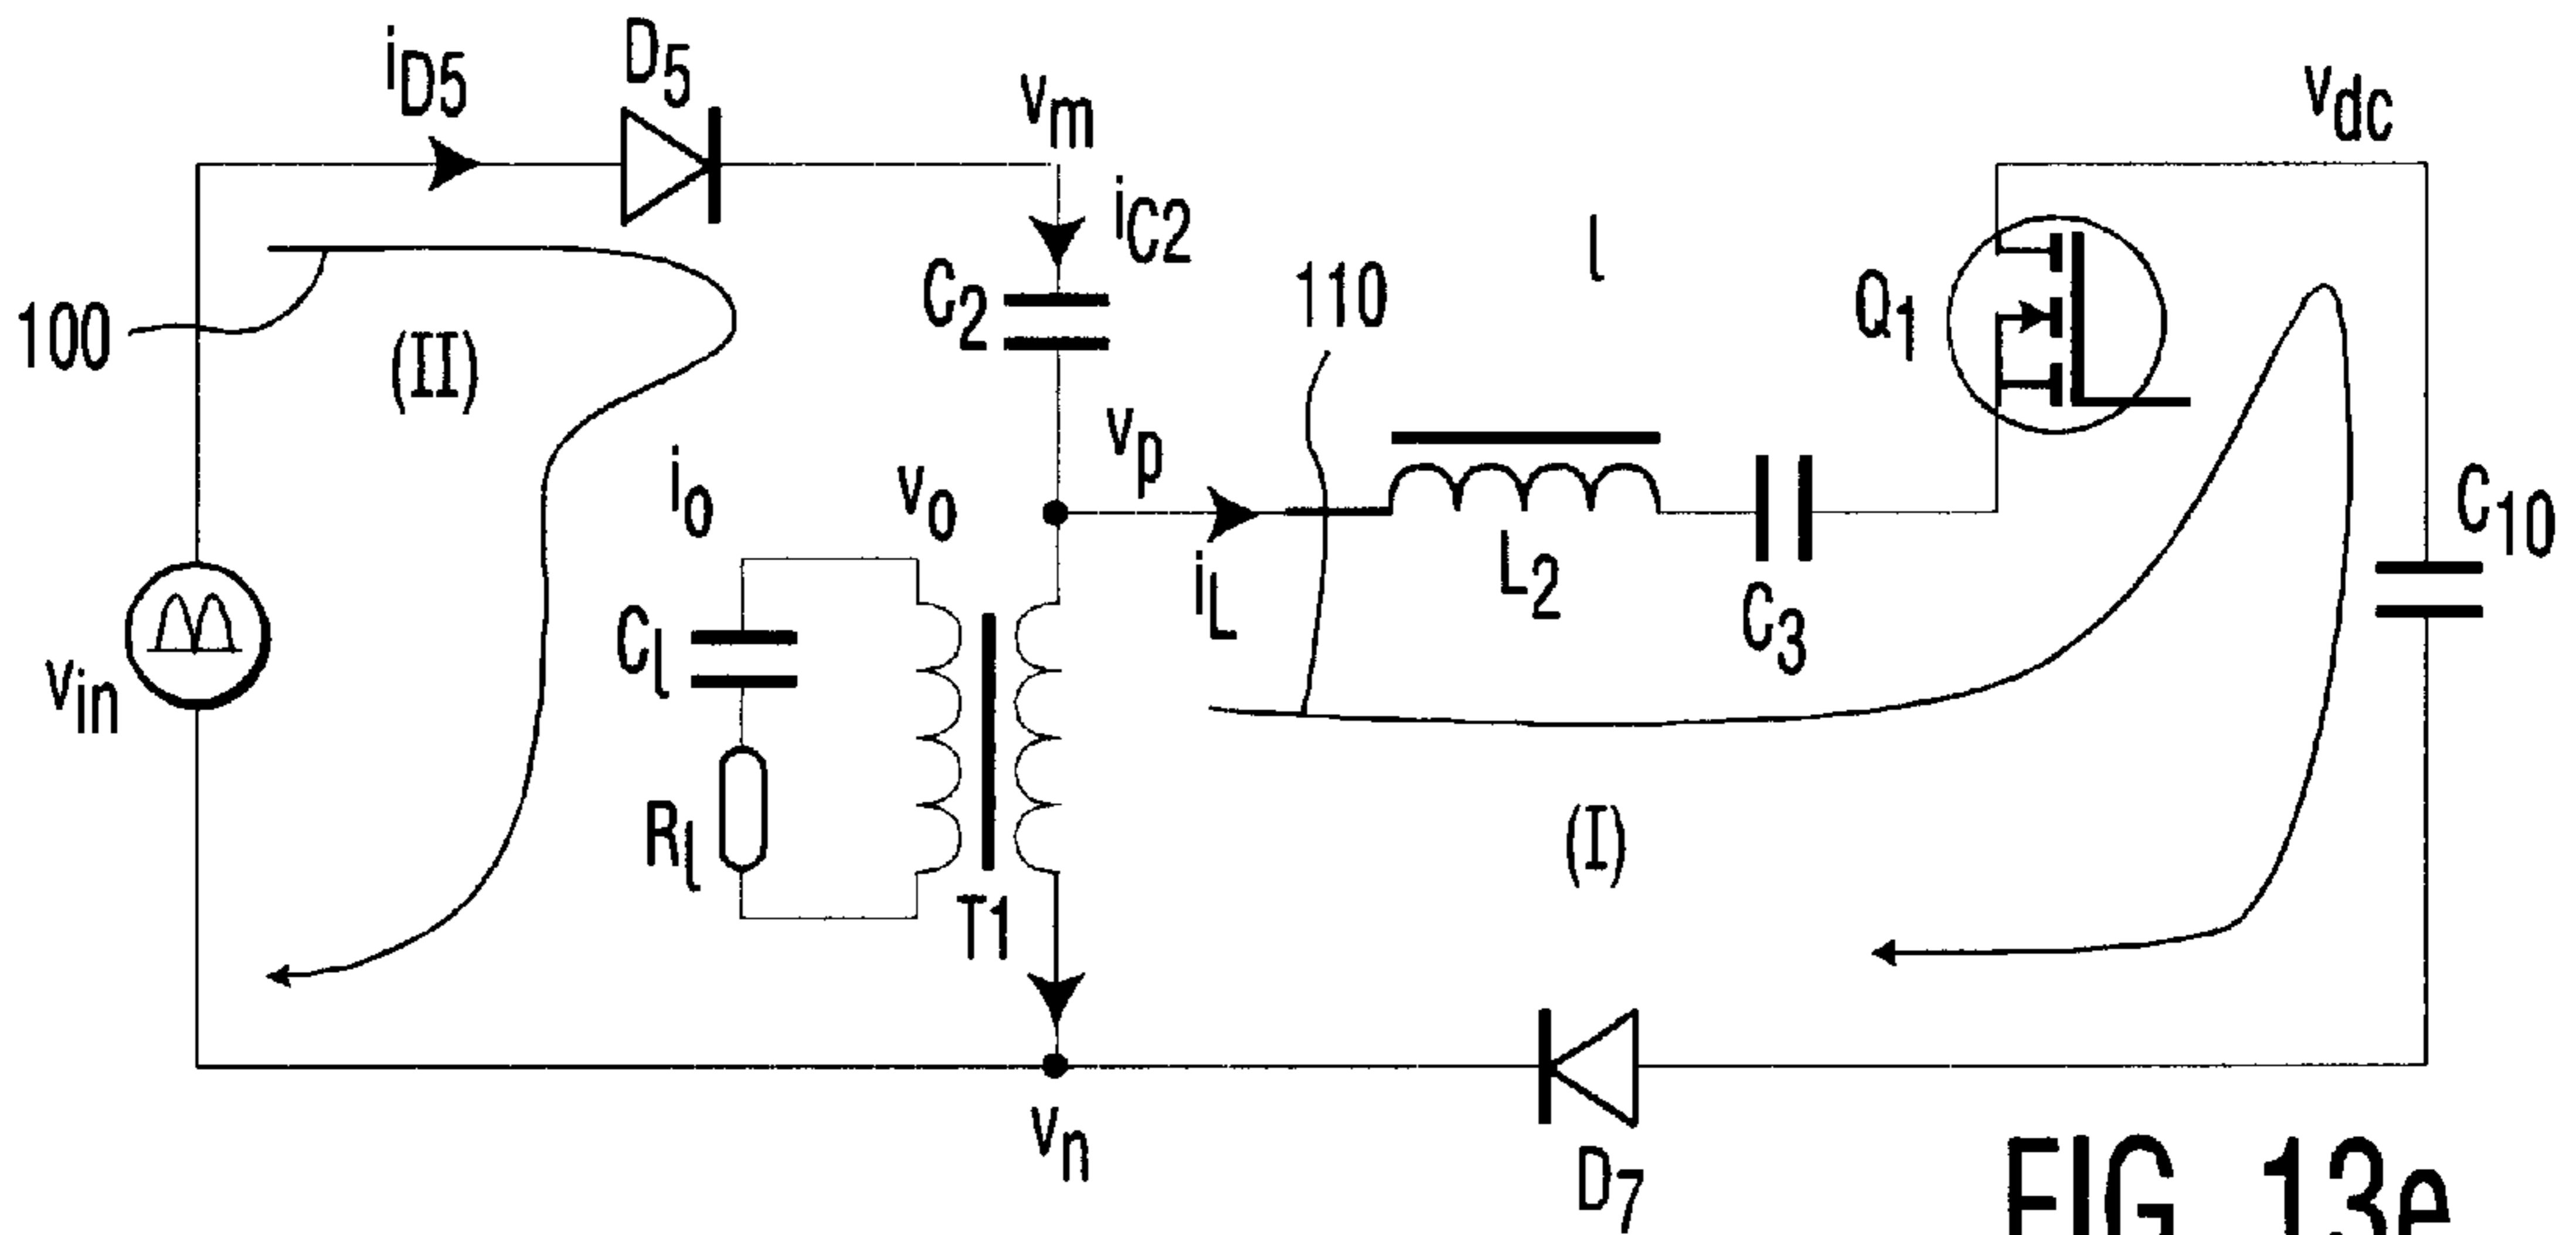 iD5
D5
vm
vdc
iC2
l
C2
110
Q1
100
(II)
vp
io
vo
C10
iL
L2
C3
Cl
vin
Rl
(I)
T1
vn
D7
FIG. 13e